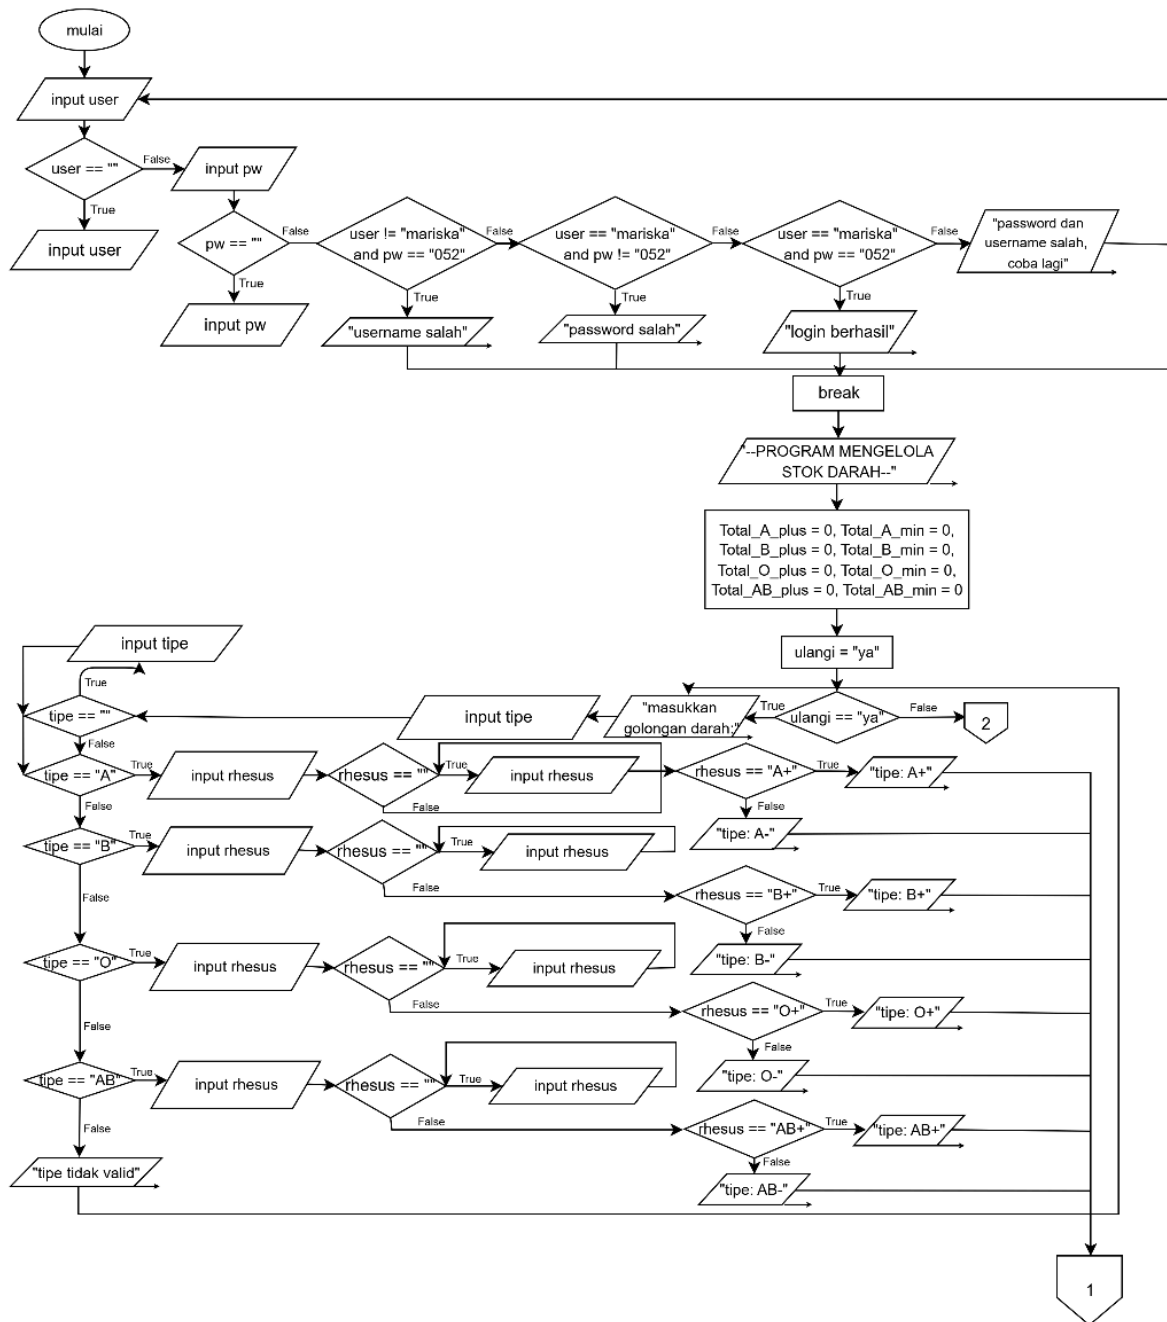 mulai
input user
user == ""
False
input pw
True
input user
pw == ""
False
user != "mariska"
and pw == "052"
False
user == "mariska"
and pw != "052"
False
user == "mariska"
and pw == "052"
False
"password dan
username salah,
coba lagi"
True
input pw
True
"username salah"
True
"password salah"
True
"login berhasil"
break
"--PROGRAM MENGELOLA
STOK DARAH--"
Total_A_plus = 0, Total_A_min = 0,
Total_B_plus = 0, Total_B_min = 0,
Total_O_plus = 0, Total_O_min = 0,
Total_AB_plus = 0, Total_AB_min = 0
ulangi = "ya"
ulangi == "ya"
False
2
True
"masukkan
golongan darah:"
input tipe
input tipe
True
tipe == ""
False
tipe == "A"
True
input rhesus
rhesus == ""
True
input rhesus
False
rhesus == "A+"
True
"tipe: A+"
False
"tipe: A-"
False
tipe == "B"
True
input rhesus
rhesus == ""
True
input rhesus
False
rhesus == "B+"
True
"tipe: B+"
False
"tipe: B-"
False
tipe == "O"
True
input rhesus
rhesus == ""
True
input rhesus
False
rhesus == "O+"
True
"tipe: O+"
False
"tipe: O-"
False
tipe == "AB"
True
input rhesus
rhesus == ""
True
input rhesus
False
rhesus == "AB+"
True
"tipe: AB+"
False
"tipe: AB-"
False
"tipe tidak valid"
1